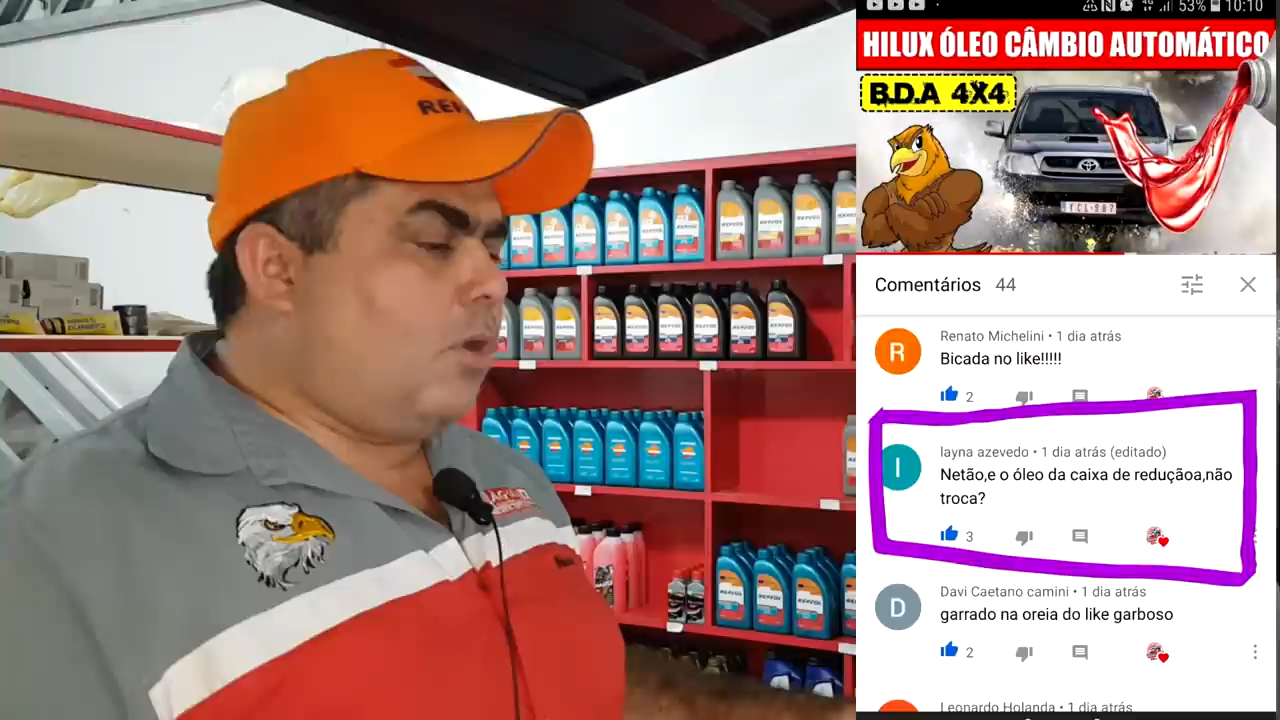 REPSOL
53% 10:10
HILUX ÓLEO CÂMBIO AUTOMÁTICO
B.D.A 4X4
Comentários 44
Renato Michelini • 1 dia atrás
Bicada no like!!!!!
2
Iayna azevedo • 1 dia atrás (editado)
Netão,e o óleo da caixa de reduçãoa,não
troca?
3
Davi Caetano camini • 1 dia atrás
garrado na oreia do like garboso
2
Leonardo Holanda • 1 dia atrás